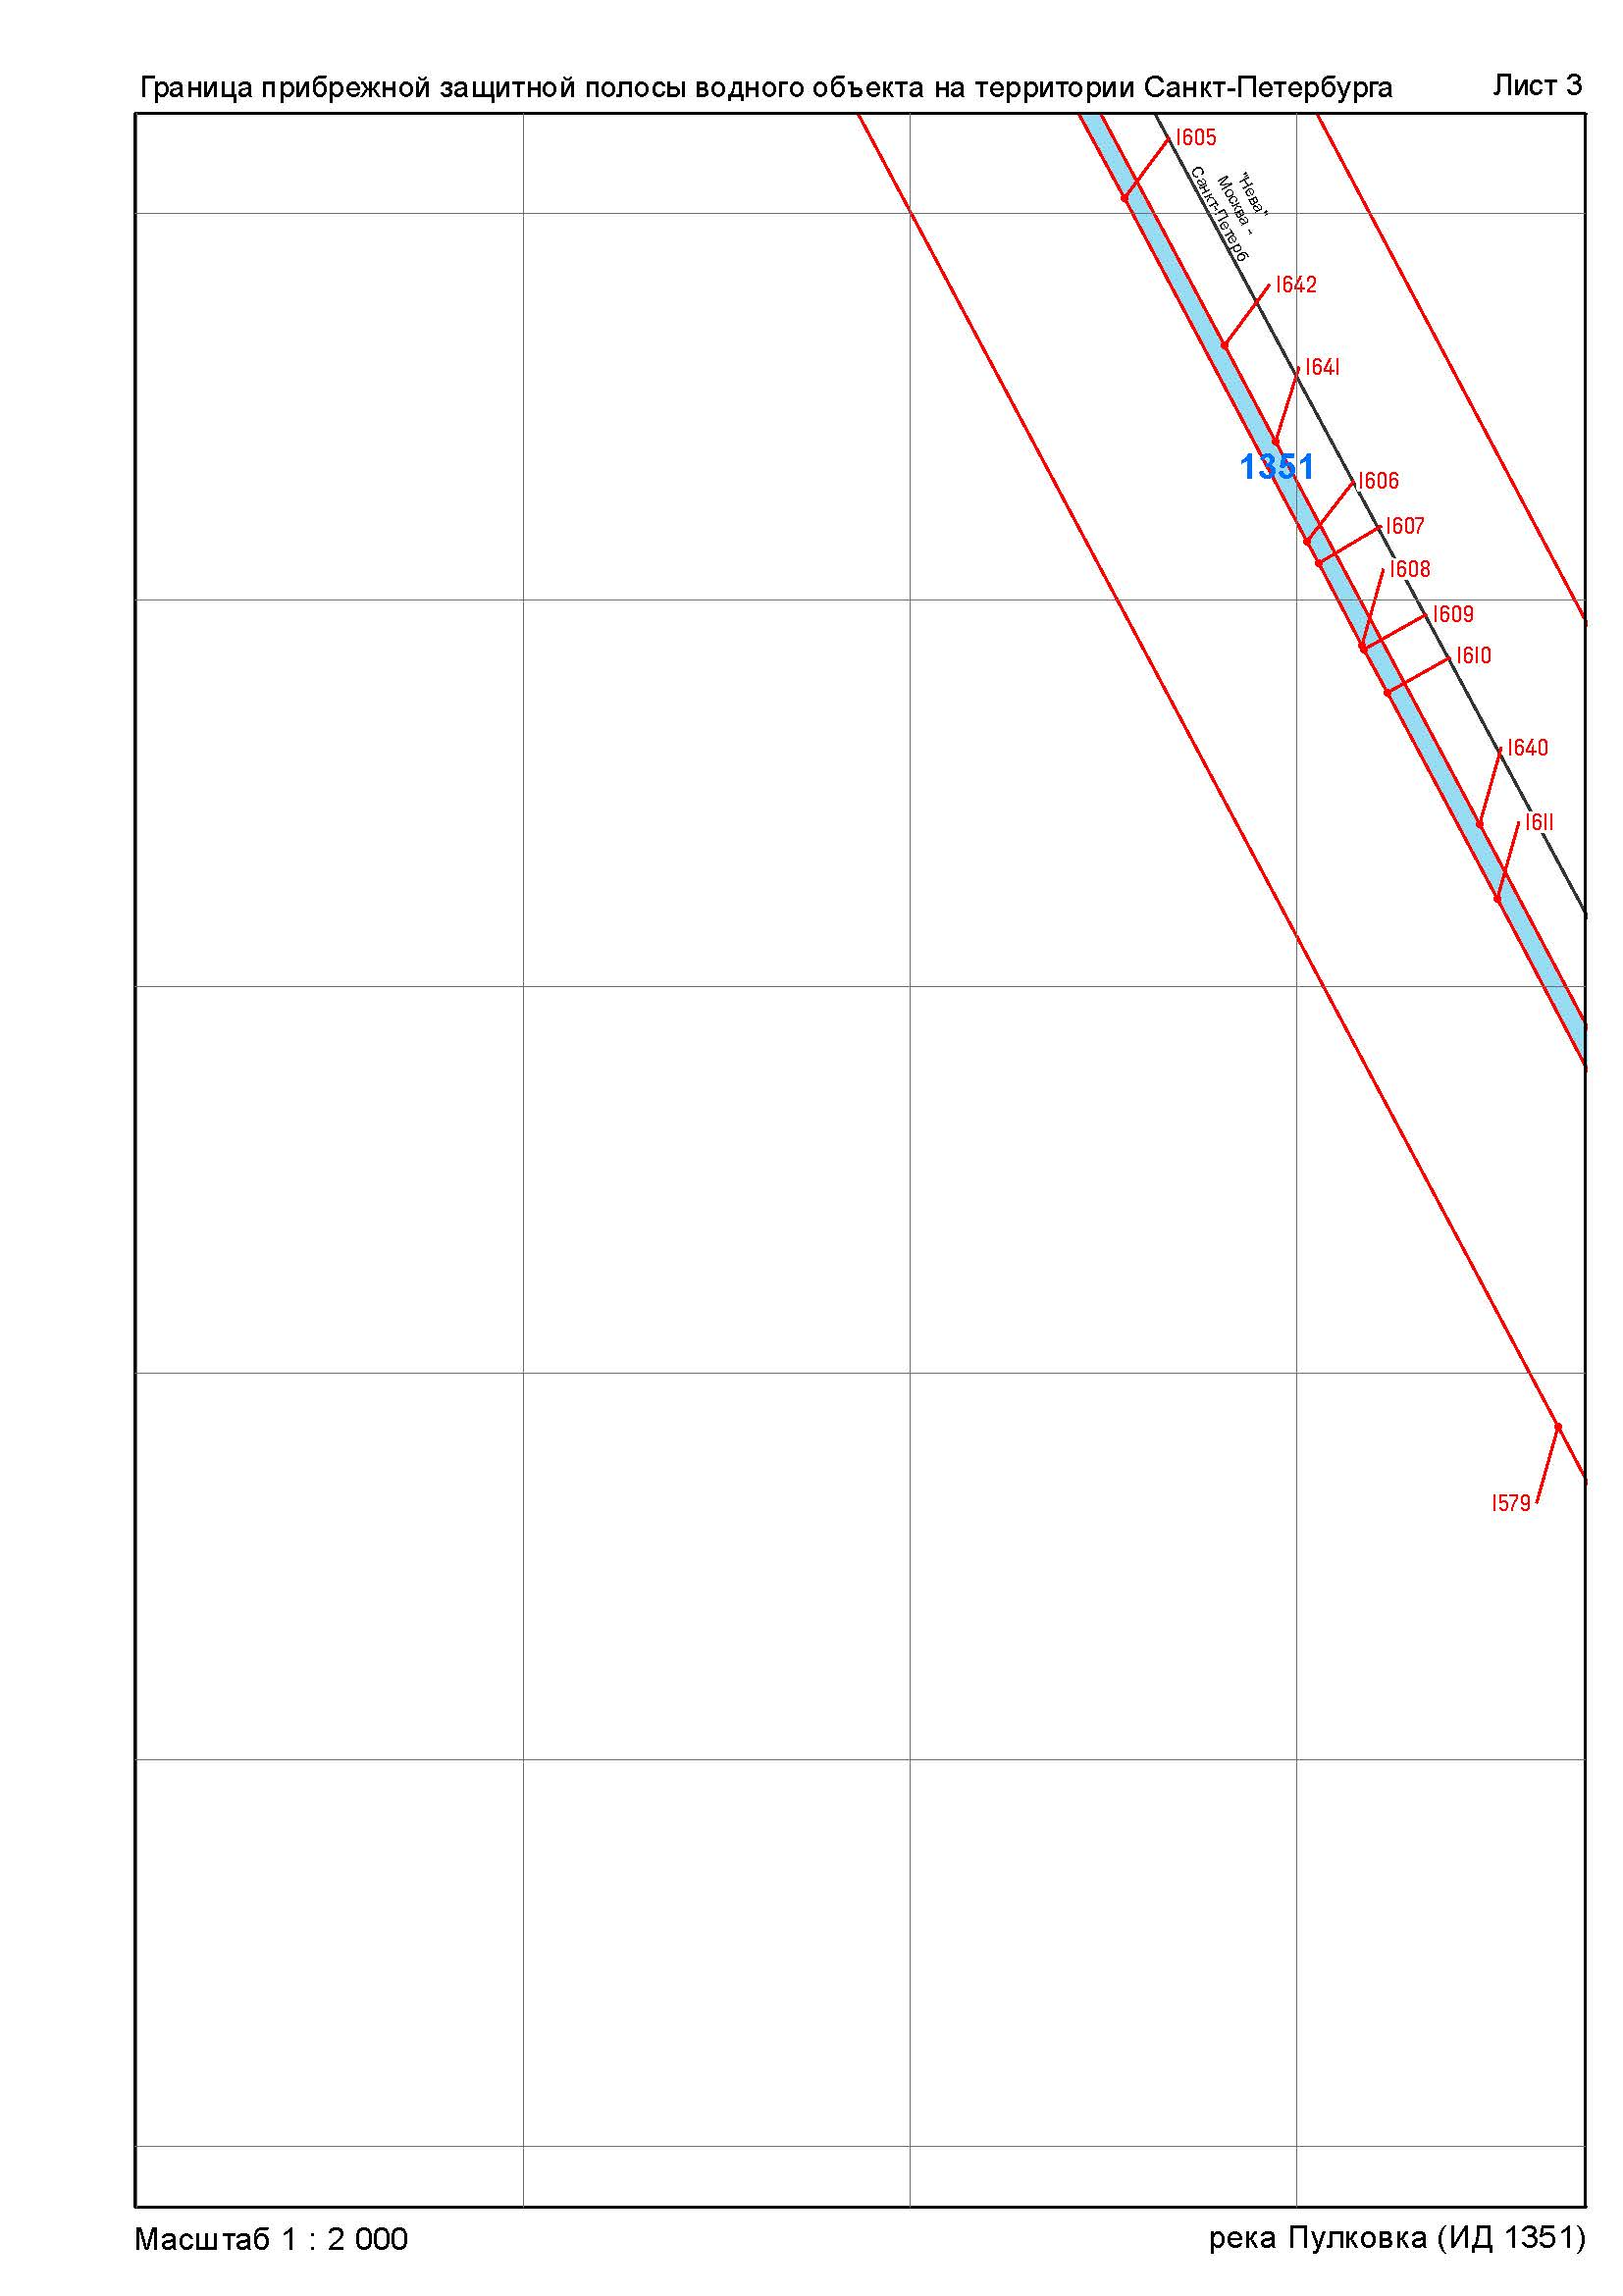 Граница прибрежной защитной полосы водного объекта на территории Санкт-Петербурга
Лист 3
1605
"Нева"
Москва -
Санкт-Петерб
1642
1641
1351
1606
1607
1608
1609
1610
1640
1611
1579
Масштаб 1 : 2 000
река Пулковка (ИД 1351)